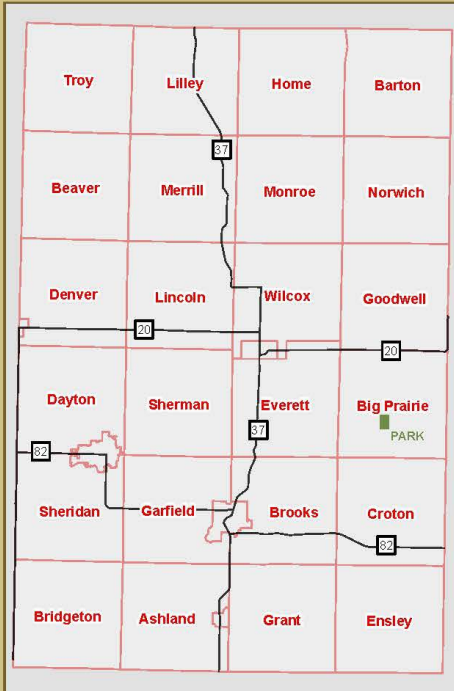 Troy
Lilley
Home
Barton
37
Beaver
Merrill
Monroe
Norwich
Denver
Lincoln
Wilcox
Goodwell
20
20
Dayton
Sherman
Everett
Big Prairie
37
PARK
82
Sheridan
Garfield
Brooks
Croton
82
Bridgeton
Ashland
Grant
Ensley